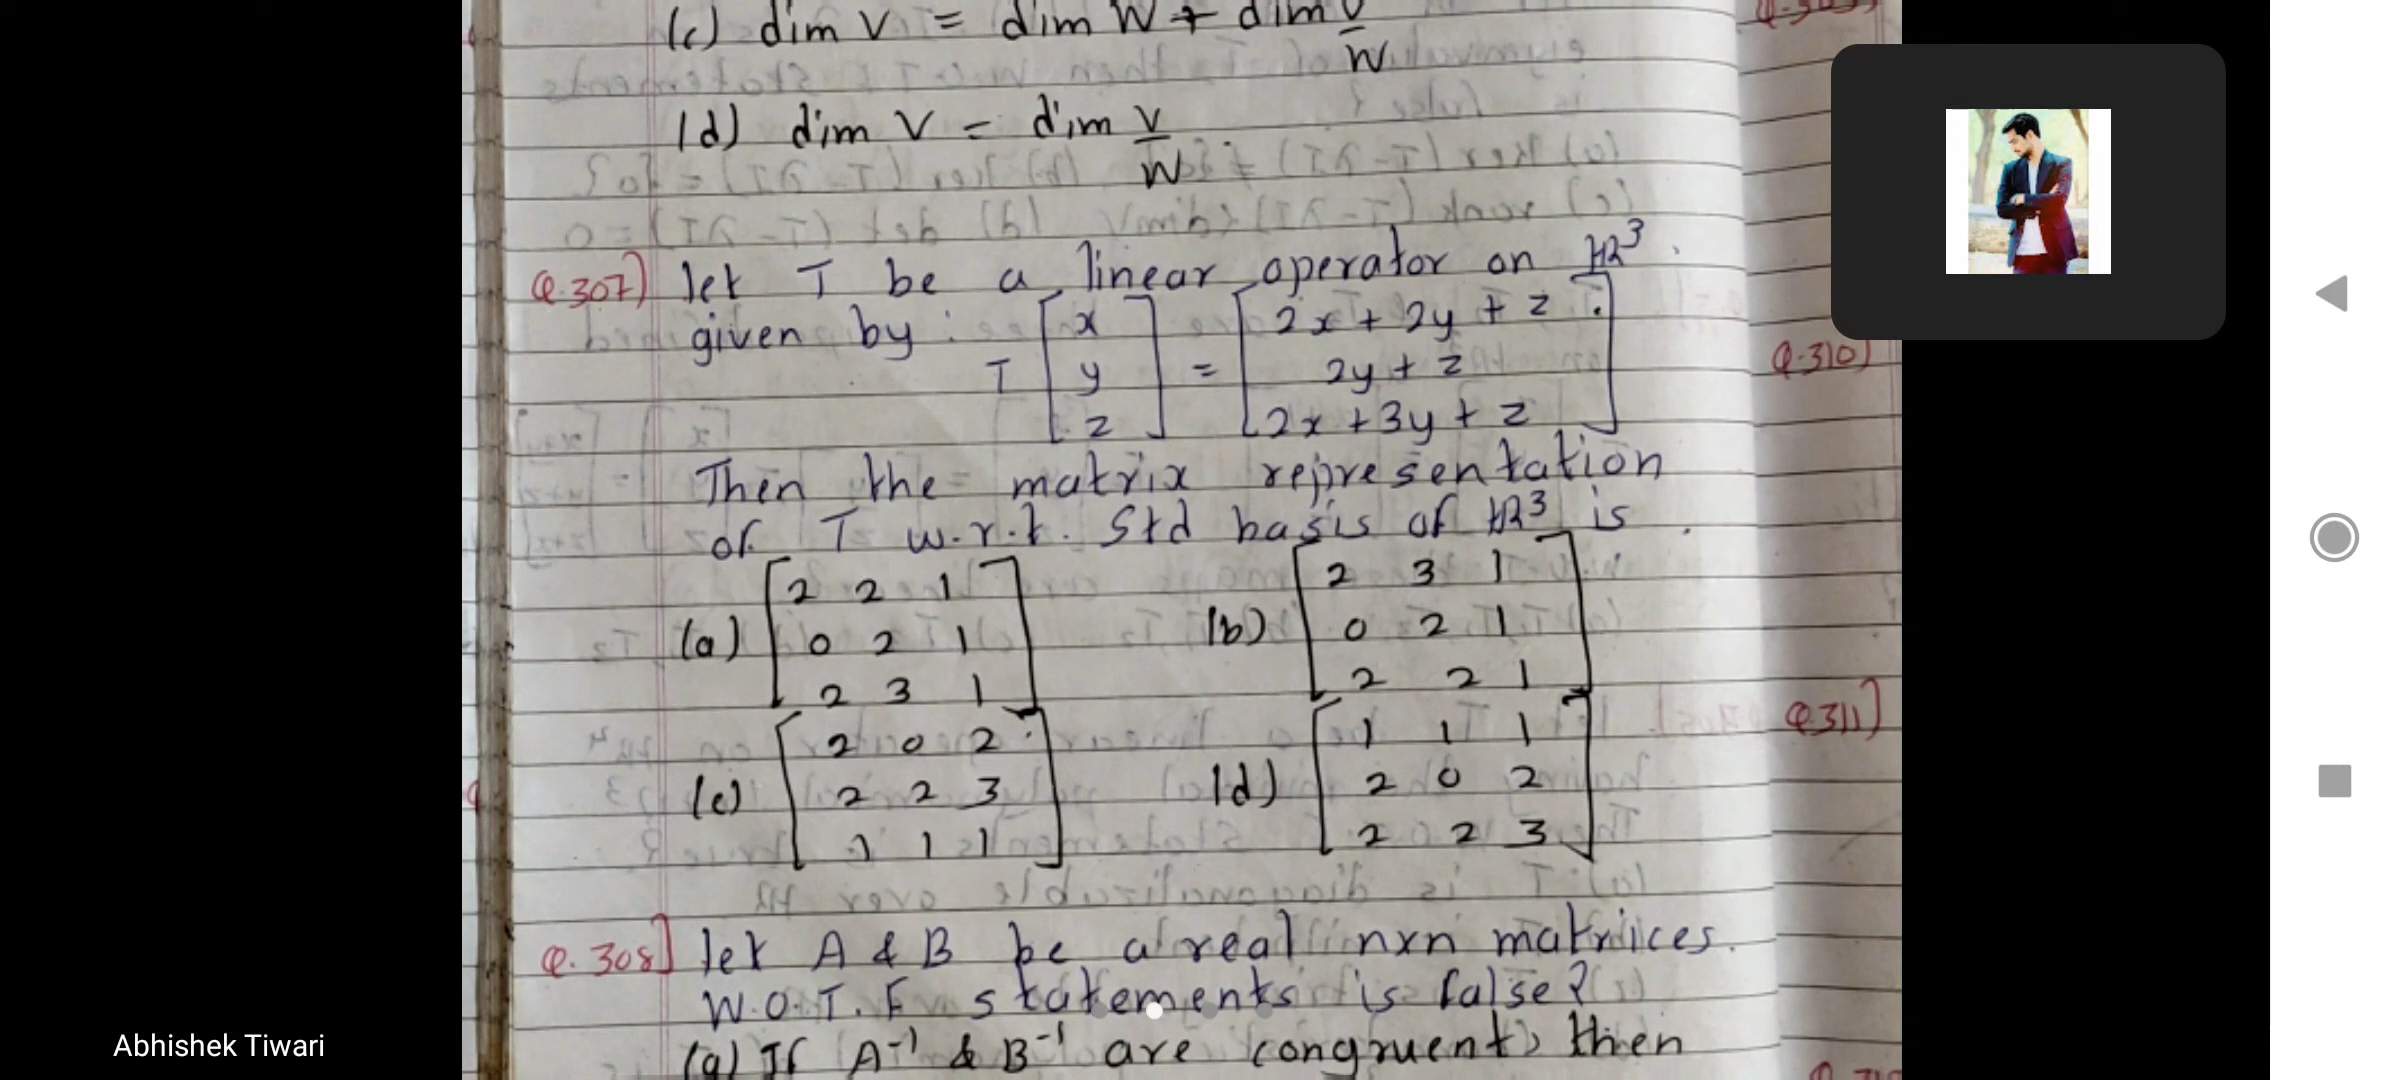 (c) dim V = dim W + dim V/W
(d) dim V = dim V/W
Q.307) let T be a linear operator on ℝ³.
given by : T [x y z] = [2x + 2y + z
2y + z
2x + 3y + z]
Then the matrix representation
of T w.r.t. Std basis of ℝ³ is
(a) [2 2 1
0 2 1
2 3 1]
(b) [2 3 1
0 2 1
2 2 1]
(c) [2 0 2
2 2 3
1 1 1]
(d) [1 1 1
2 0 2
2 2 3]
Q.308] let A & B be a real nxn matrices.
W.O.T.F statements is false?
(a) If A⁻¹ & B⁻¹ are congruent, then
Q.310)
Q.311]
Abhishek Tiwari